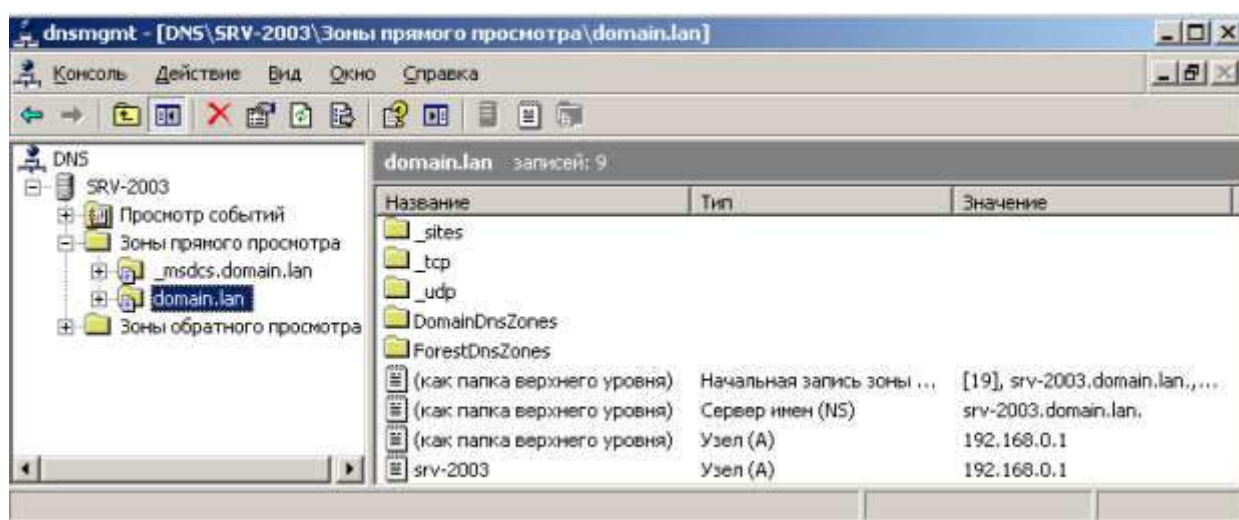 dnsmgmt - [DNS\SRV-2003\Зоны прямого просмотра\domain.lan]
Консоль Действие Вид Окно Справка
DNS
SRV-2003
Просмотр событий
Зоны прямого просмотра
_msdcs.domain.lan
domain.lan
Зоны обратного просмотра
domain.lan записей: 9
Название Тип Значение
_sites
_tcp
_udp
DomainDnsZones
ForestDnsZones
(как папка верхнего уровня) Начальная запись зоны ... [19], srv-2003.domain.lan.,...
(как папка верхнего уровня) Сервер имен (NS) srv-2003.domain.lan.
(как папка верхнего уровня) Узел (A) 192.168.0.1
srv-2003 Узел (A) 192.168.0.1